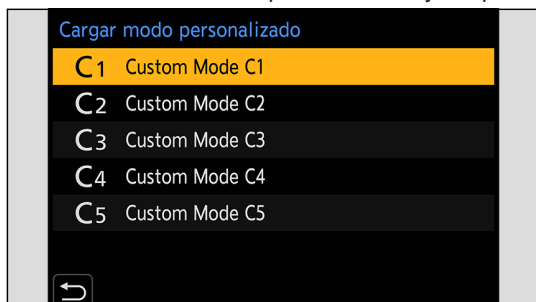 Cargar modo personalizado
C1 Custom Mode C1
C2 Custom Mode C2
C3 Custom Mode C3
C4 Custom Mode C4
C5 Custom Mode C5